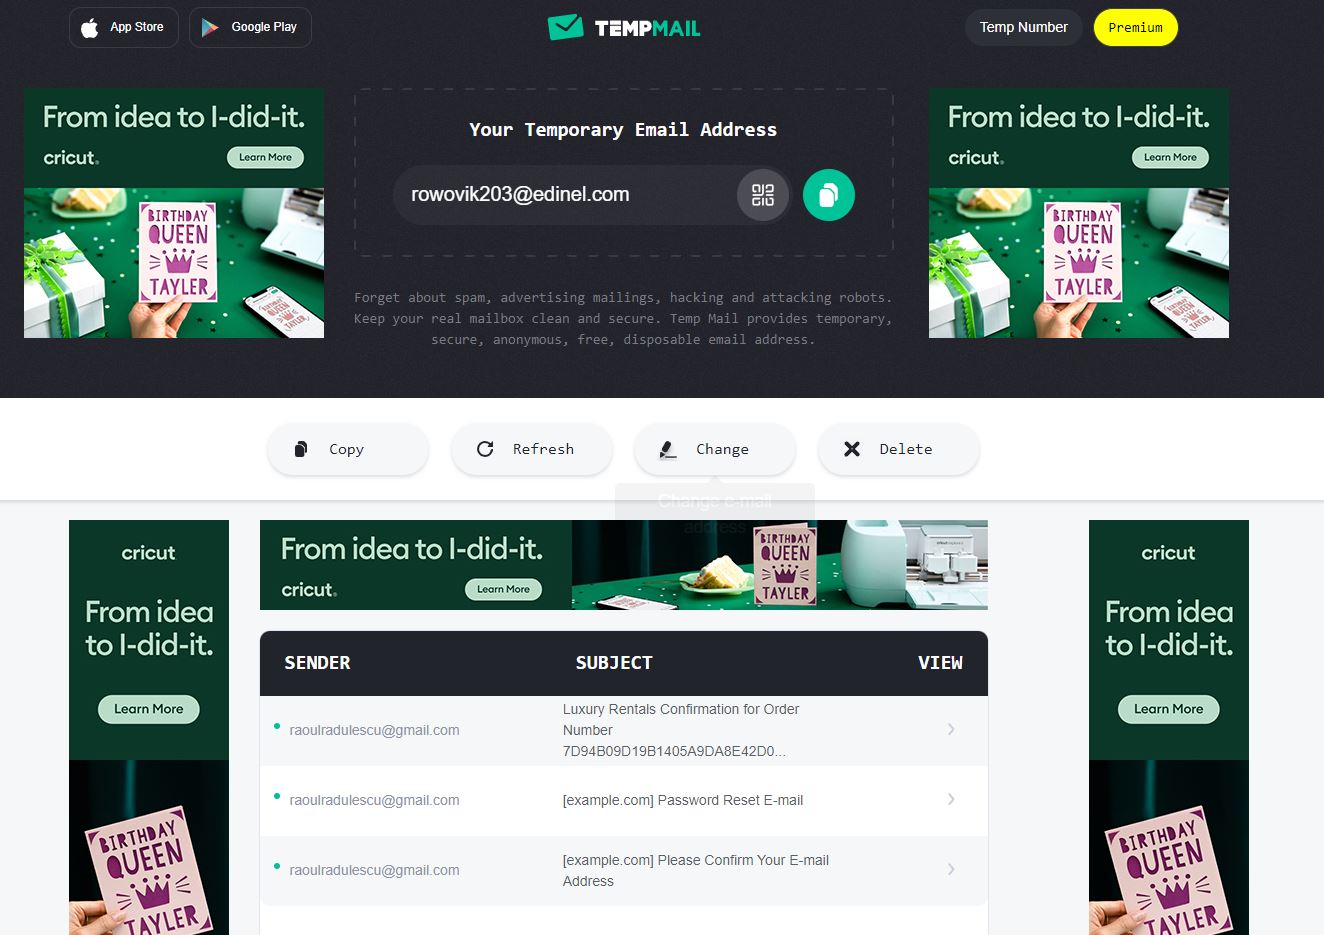 App Store
Google Play
TEMPMAIL
Temp Number
Premium
From idea to I-did-it.
cricut.
Learn More
BIRTHDAY
QUEEN
TAYLER
Your Temporary Email Address
rowovik203@edinel.com
Forget about spam, advertising mailings, hacking and attacking robots.
Keep your real mailbox clean and secure. Temp Mail provides temporary,
secure, anonymous, free, disposable email address.
From idea to I-did-it.
cricut.
Learn More
BIRTHDAY
QUEEN
TAYLER
Copy
Refresh
Change
Delete
Change e-mail
address
cricut
From idea
to I-did-it.
Learn More
BIRTHDAY
QUEEN
TAYLER
From idea to I-did-it.
cricut.
Learn More
BIRTHDAY
QUEEN
TAYLER
SENDER
SUBJECT
VIEW
raoulradulescu@gmail.com
Luxury Rentals Confirmation for Order
Number
7D94B09D19B1405A9DA8E42D0...
raoulradulescu@gmail.com
[example.com] Password Reset E-mail
raoulradulescu@gmail.com
[example.com] Please Confirm Your E-mail
Address
cricut
From idea
to I-did-it.
Learn More
BIRTHDAY
QUEEN
TAYLER